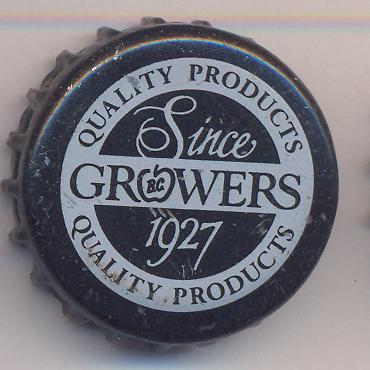 QUALITY PRODUCTS
Since
GROWERS
B.C
1927
QUALITY PRODUCTS